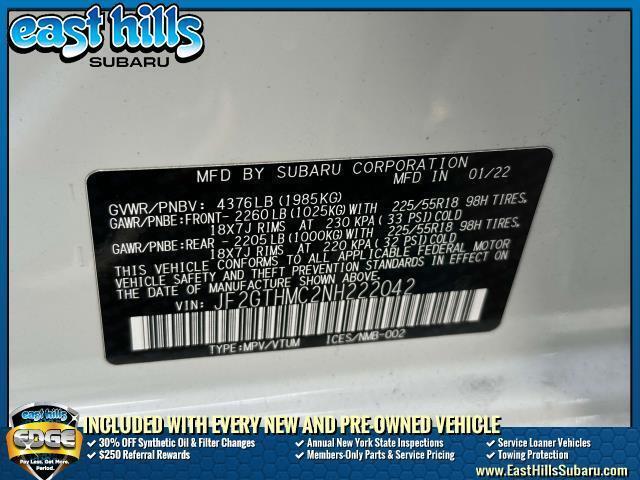 east hills
SUBARU
MFD BY SUBARU CORPORATION
MFD IN 01/22
GVWR/PNBV: 4376LB (1985KG)
GAWR/PNBE:FRONT- 2260LB (1025KG)WITH 225/55R18 98H TIRES,
18X7J RIMS AT 230 KPA ( 33 PSI)COLD
GAWR/PNBE:REAR - 2205LB (1000KG)WITH 225/55R18 98H TIRES,
18X7J RIMS AT 220 KPA ( 32 PSI)COLD
THIS VEHICLE CONFORMS TO ALL APPLICABLE FEDERAL MOTOR
VEHICLE SAFETY AND THEFT PREVENTION STANDARDS IN EFFECT ON THE
DATE OF MANUFACTURE SHOWN ABOVE.
VIN: JF2GTHMC2NH222042
TYPE:MPV/VTUM ICES/NMB-002
east hills
EDGE
Pay Less. Get More.
Period.
INCLUDED WITH EVERY NEW AND PRE-OWNED VEHICLE
✓ 30% OFF Synthetic Oil & Filter Changes
✓ Annual New York State Inspections
✓ Service Loaner Vehicles
✓ $250 Referral Rewards
✓ Members-Only Parts & Service Pricing
✓ Towing Protection
www.EastHillsSubaru.com